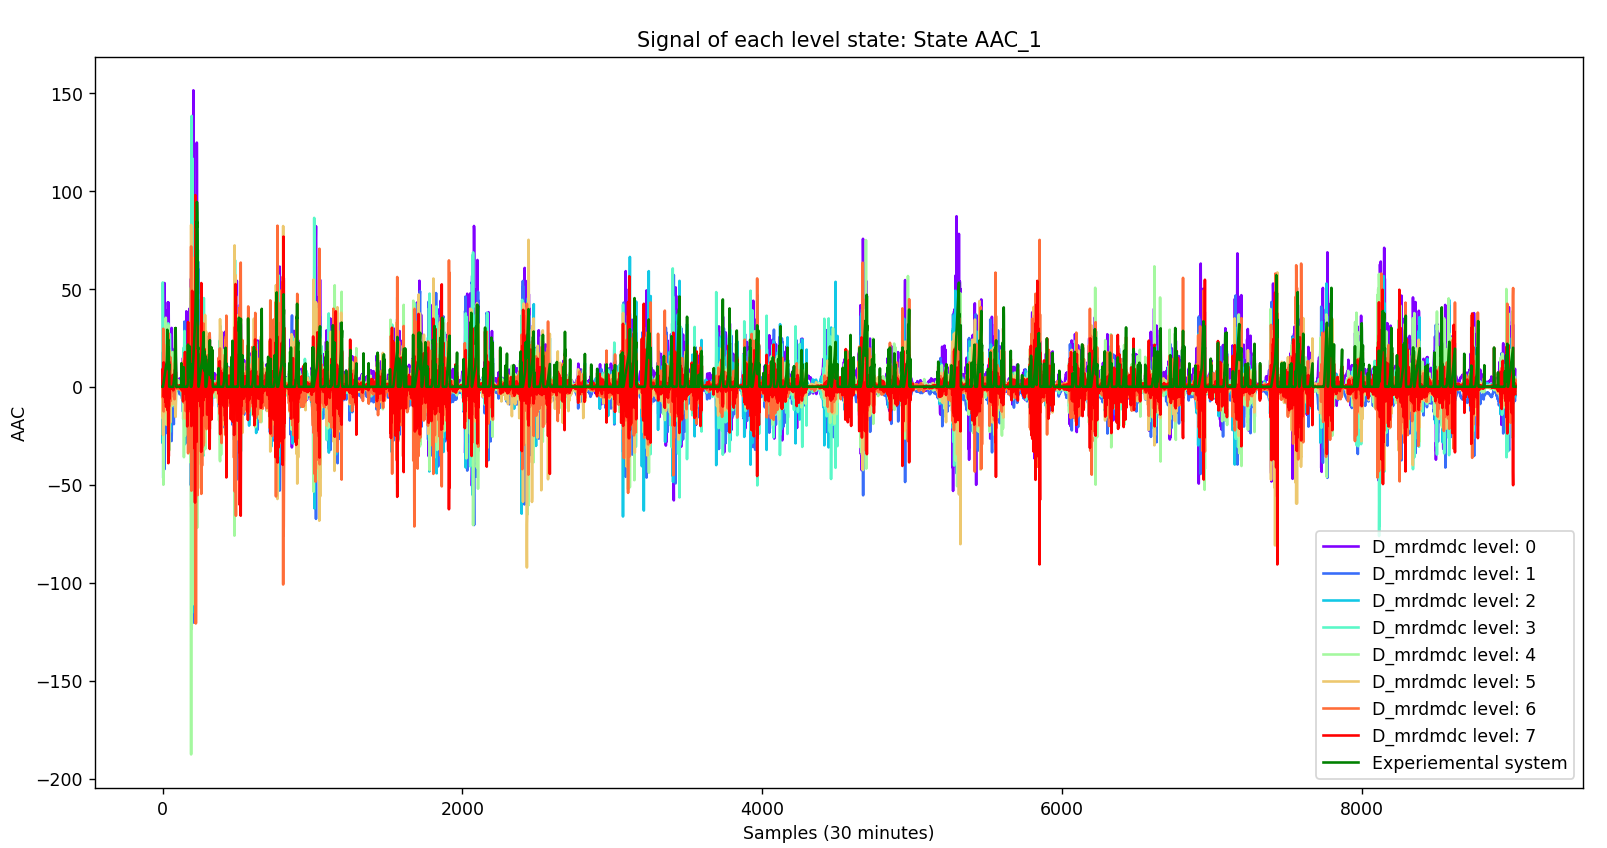 Signal of each level state: State AAC_1
150
100
50
0
−50
−100
−150
−200
AAC
0
2000
4000
6000
8000
Samples (30 minutes)
D_mrdmdc level: 0
D_mrdmdc level: 1
D_mrdmdc level: 2
D_mrdmdc level: 3
D_mrdmdc level: 4
D_mrdmdc level: 5
D_mrdmdc level: 6
D_mrdmdc level: 7
Experiemental system